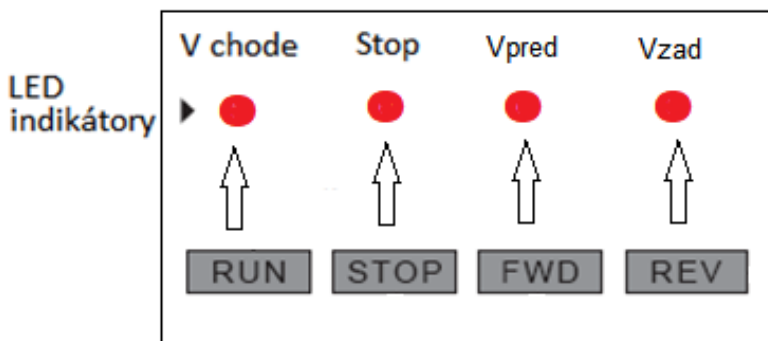 V chode Stop Vpred Vzad
LED
indikátory
RUN STOP FWD REV